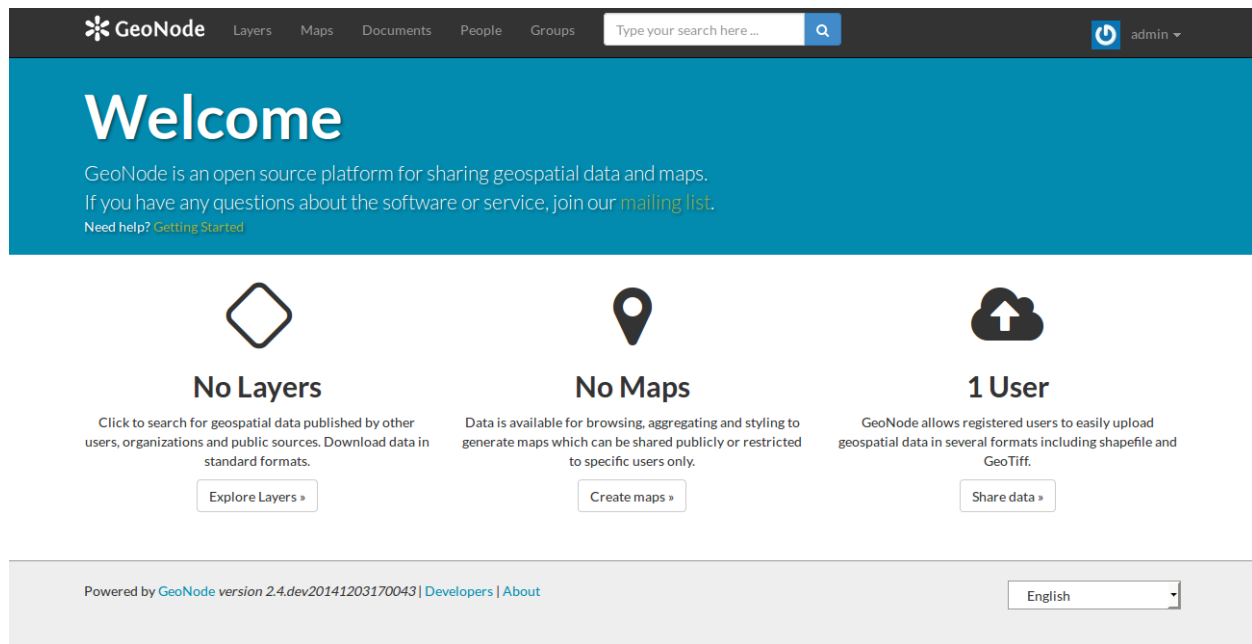 GeoNode Layers Maps Documents People Groups Type your search here ... admin
Welcome
GeoNode is an open source platform for sharing geospatial data and maps.
If you have any questions about the software or service, join our mailing list.
Need help? Getting Started
No Layers
Click to search for geospatial data published by other
users, organizations and public sources. Download data in
standard formats.
Explore Layers »
No Maps
Data is available for browsing, aggregating and styling to
generate maps which can be shared publicly or restricted
to specific users only.
Create maps »
1 User
GeoNode allows registered users to easily upload
geospatial data in several formats including shapefile and
GeoTiff.
Share data »
Powered by GeoNode version 2.4.dev20141203170043 | Developers | About
English